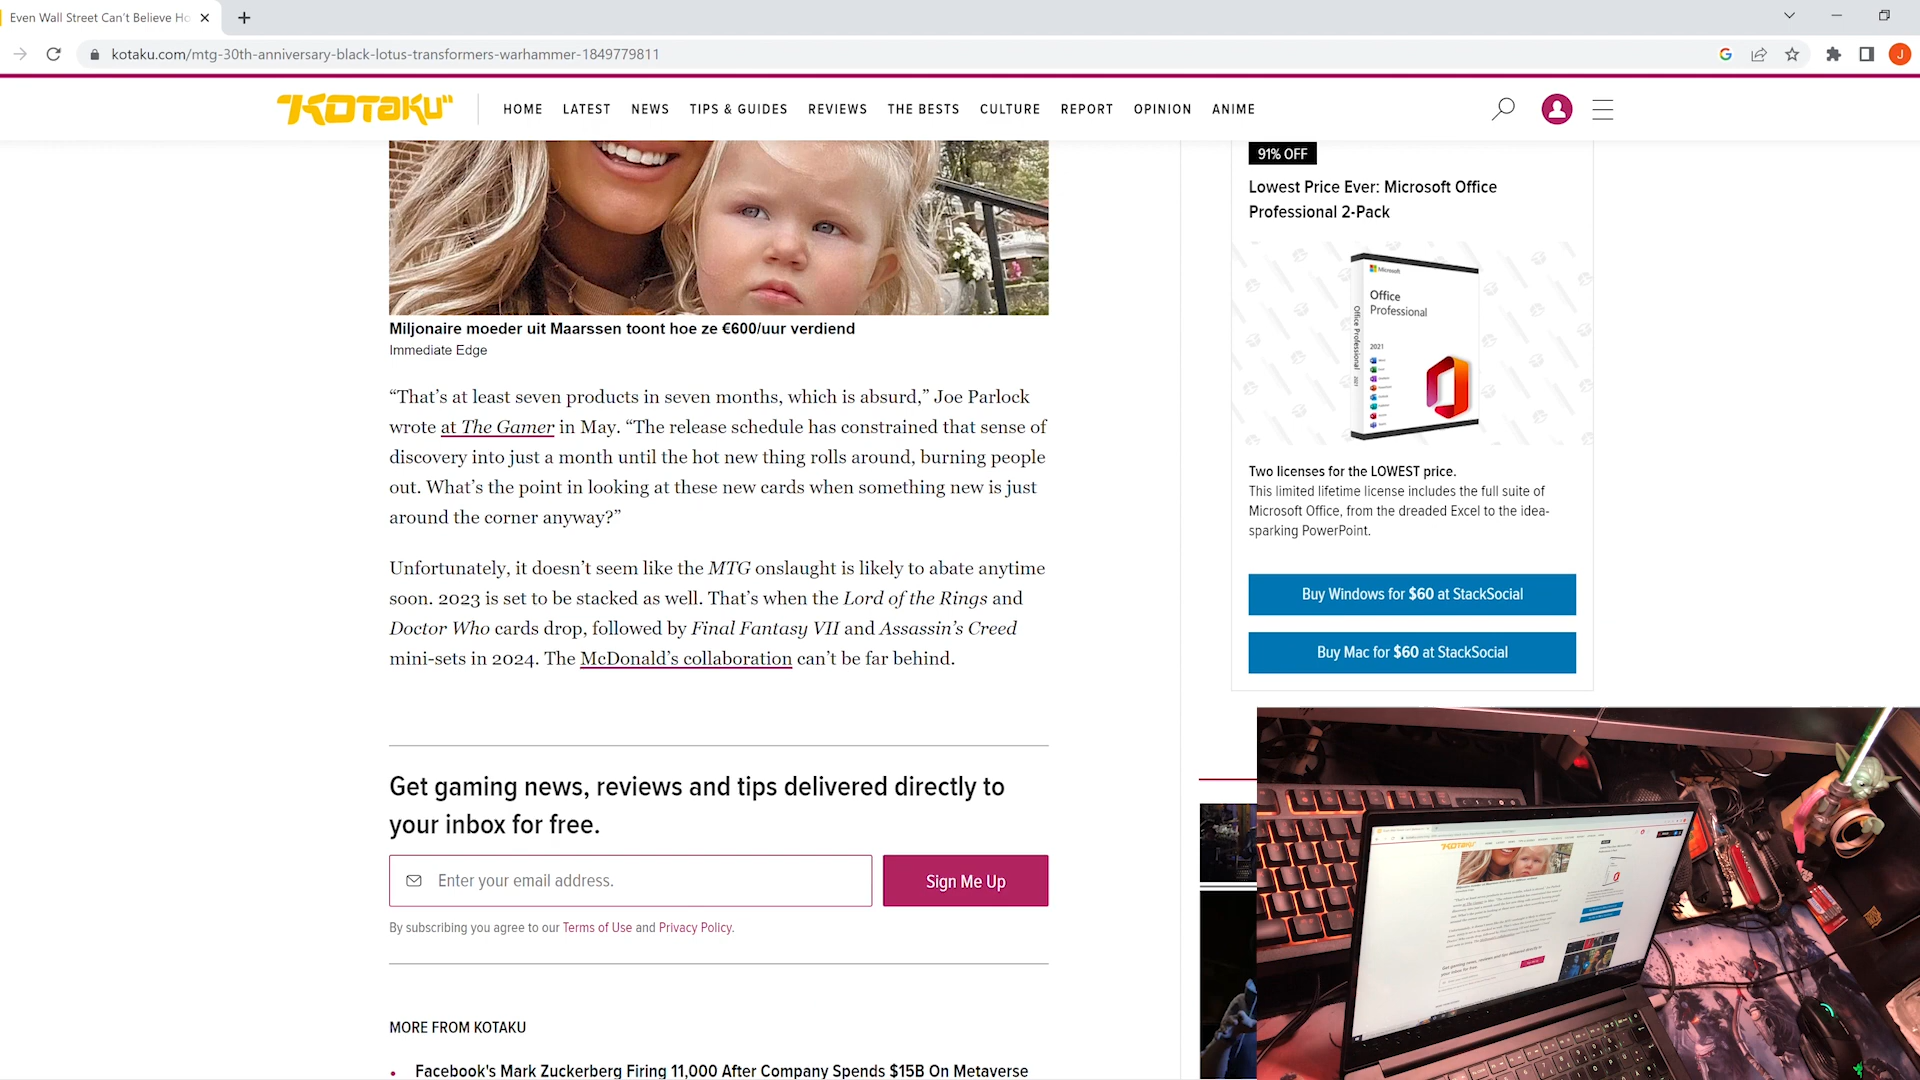 Even Wall Street Can't Believe Ho
kotaku.com/mtg-30th-anniversary-black-lotus-transformers-warhammer-1849779811
J
"KOTAKU"
HOME LATEST NEWS TIPS & GUIDES REVIEWS THE BESTS CULTURE REPORT OPINION ANIME
Miljonaire moeder uit Maarssen toont hoe ze €600/uur verdiend
Immediate Edge
“That’s at least seven products in seven months, which is absurd,” Joe Parlock
wrote at The Gamer in May. “The release schedule has constrained that sense of
discovery into just a month until the hot new thing rolls around, burning people
out. What’s the point in looking at these new cards when something new is just
around the corner anyway?”
Unfortunately, it doesn’t seem like the MTG onslaught is likely to abate anytime
soon. 2023 is set to be stacked as well. That’s when the Lord of the Rings and
Doctor Who cards drop, followed by Final Fantasy VII and Assassin’s Creed
mini-sets in 2024. The McDonald’s collaboration can’t be far behind.
Get gaming news, reviews and tips delivered directly to
your inbox for free.
Enter your email address.
Sign Me Up
By subscribing you agree to our Terms of Use and Privacy Policy.
MORE FROM KOTAKU
Facebook's Mark Zuckerberg Firing 11,000 After Company Spends $15B On Metaverse
91% OFF
Lowest Price Ever: Microsoft Office
Professional 2-Pack
Microsoft
Office
Professional
2021
Office Professional 2021
Two licenses for the LOWEST price.
This limited lifetime license includes the full suite of
Microsoft Office, from the dreaded Excel to the idea-
sparking PowerPoint.
Buy Windows for $60 at StackSocial
Buy Mac for $60 at StackSocial
KOTAKU